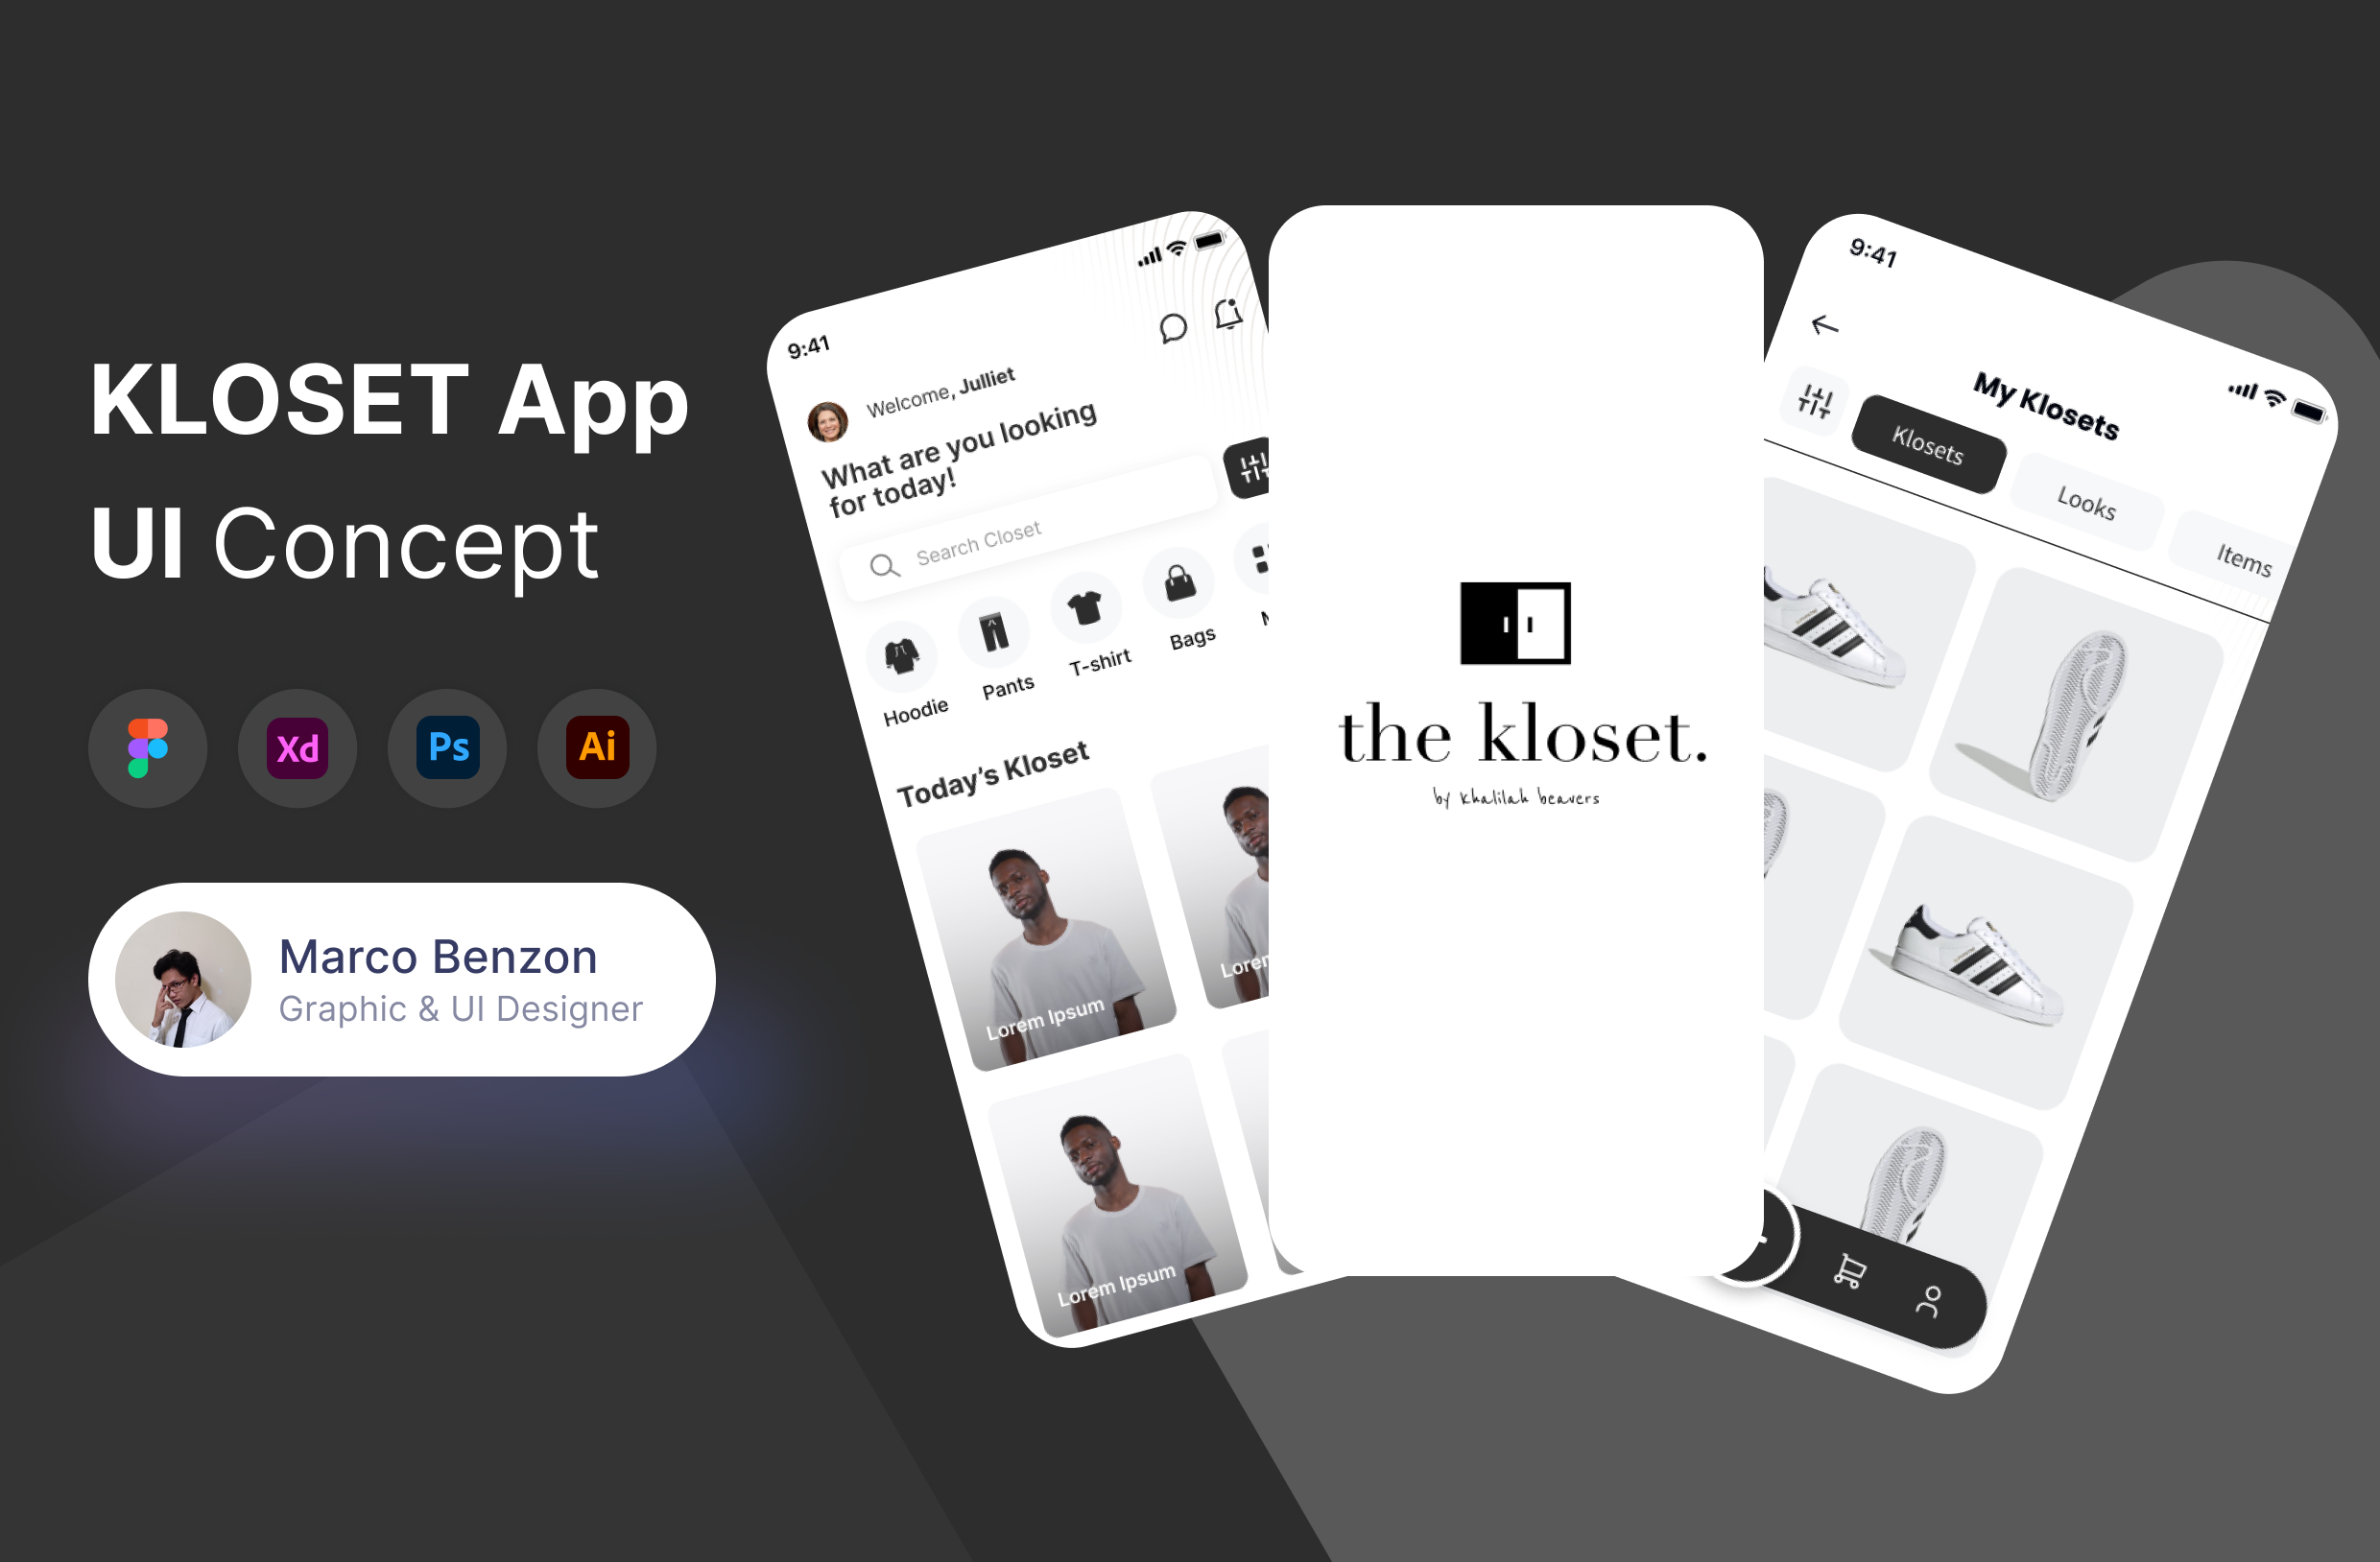 KLOSET App
UI Concept
Xd
Ps
Ai
Marco Benzon
Graphic & UI Designer
9:41
Welcome, Julliet
What are you looking
for today!
Search Closet
Hoodie
Pants
T-shirt
Bags
Today's Kloset
Lorem Ipsum
Lorem Ipsum
the kloset.
by khalilah beavers
9:41
My Klosets
Klosets
Looks
Items